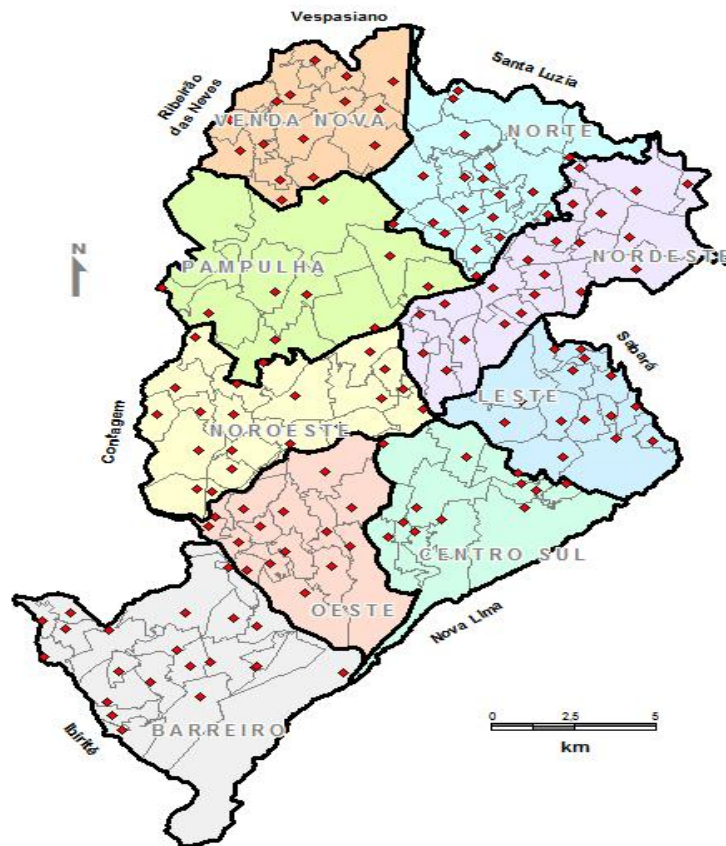 Vespasiano
Santa Luzia
Ribeirão
das Neves
VENDA NOVA
NORTE
N
PAMPULHA
NORDESTE
Sabará
LESTE
Contagem
NOROESTE
CENTRO SUL
OESTE
Nova Lima
Ibirité
BARREIRO
0 2,5 5
km